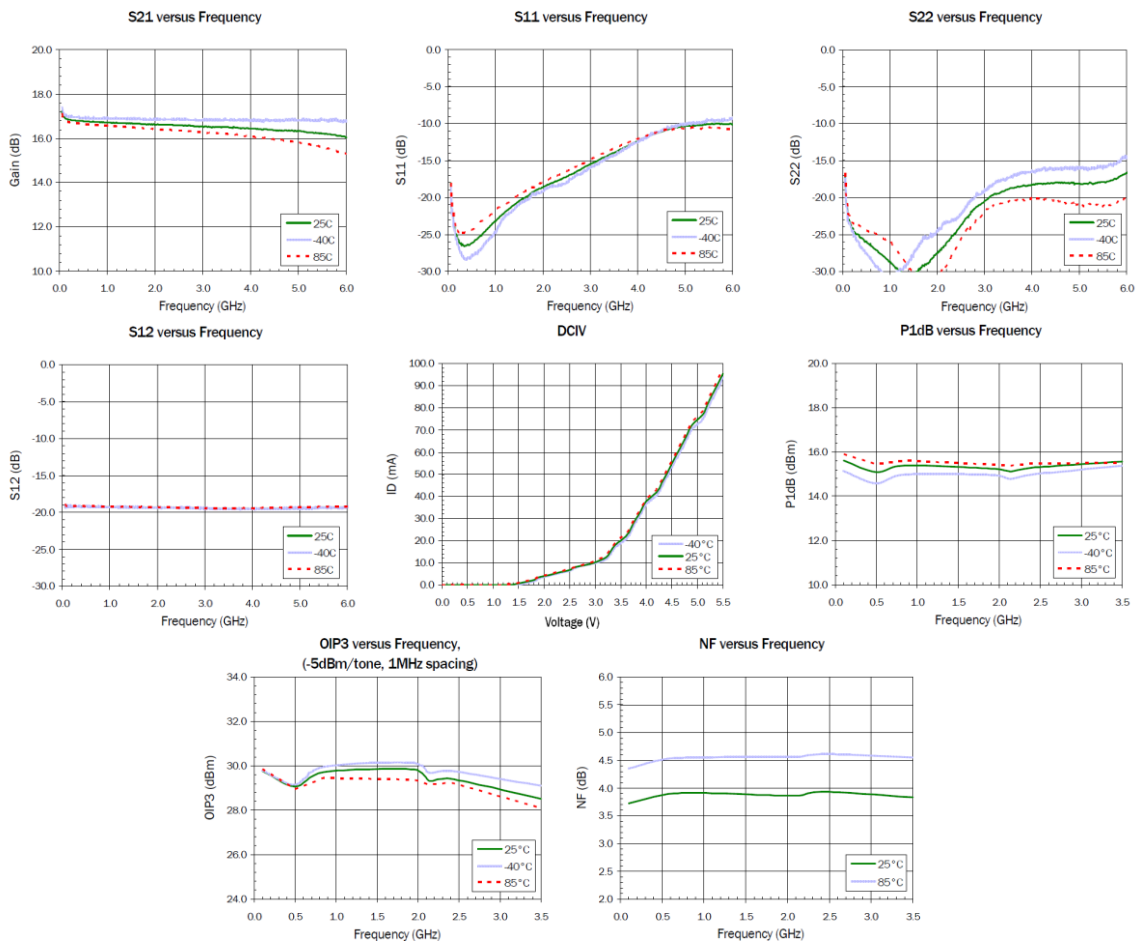 S21 versus Frequency
20.0
18.0
16.0
14.0
12.0
10.0
Gain (dB)
25C
-40C
85C
0.0 1.0 2.0 3.0 4.0 5.0 6.0
Frequency (GHz)
S11 versus Frequency
0.0
-5.0
-10.0
-15.0
-20.0
-25.0
-30.0
S11 (dB)
25C
-40C
85C
0.0 1.0 2.0 3.0 4.0 5.0 6.0
Frequency (GHz)
S22 versus Frequency
0.0
-5.0
-10.0
-15.0
-20.0
-25.0
-30.0
S22 (dB)
25C
-40C
85C
0.0 1.0 2.0 3.0 4.0 5.0 6.0
Frequency (GHz)
S12 versus Frequency
0.0
-5.0
-10.0
-15.0
-20.0
-25.0
-30.0
S12 (dB)
25C
-40C
85C
0.0 1.0 2.0 3.0 4.0 5.0 6.0
Frequency (GHz)
DCIV
100.0
90.0
80.0
70.0
60.0
50.0
40.0
30.0
20.0
10.0
0.0
ID (mA)
-40°C
25°C
85°C
0.0 0.5 1.0 1.5 2.0 2.5 3.0 3.5 4.0 4.5 5.0 5.5
Voltage (V)
P1dB versus Frequency
20.0
18.0
16.0
14.0
12.0
10.0
P1dB (dBm)
25°C
-40°C
85°C
0.0 0.5 1.0 1.5 2.0 2.5 3.0 3.5
Frequency (GHz)
OIP3 versus Frequency,
(-5dBm/tone, 1MHz spacing)
34.0
32.0
30.0
28.0
26.0
24.0
OIP3 (dBm)
25°C
-40°C
85°C
0.0 0.5 1.0 1.5 2.0 2.5 3.0 3.5
Frequency (GHz)
NF versus Frequency
6.0
5.5
5.0
4.5
4.0
3.5
3.0
2.5
2.0
NF (dB)
25°C
85°C
0.0 0.5 1.0 1.5 2.0 2.5 3.0 3.5
Frequency (GHz)